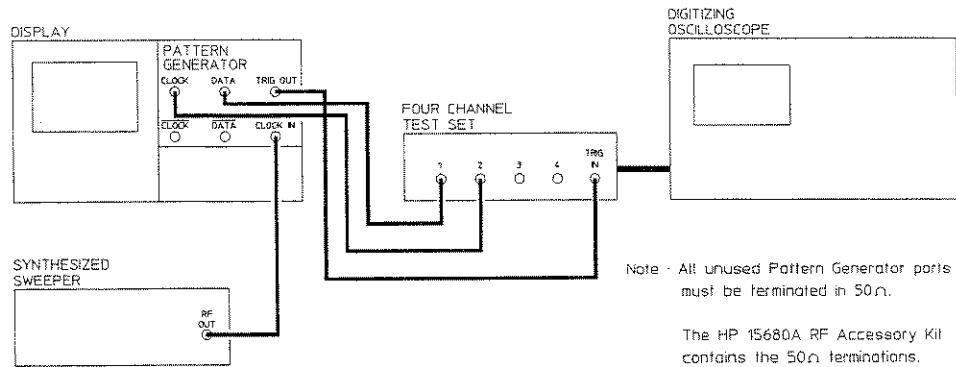 DISPLAY
PATTERN
GENERATOR
CLOCK DATA TRIG OUT
CLOCK DATA CLOCK IN
DIGITIZING
OSCILLOSCOPE
FOUR CHANNEL
TEST SET
1 2 3 4 TRIG
IN
SYNTHESIZED
SWEEPER
RF
OUT
Note - All unused Pattern Generator ports
must be terminated in 50Ω.
The HP 15680A RF Accessory Kit
contains the 50Ω terminations.